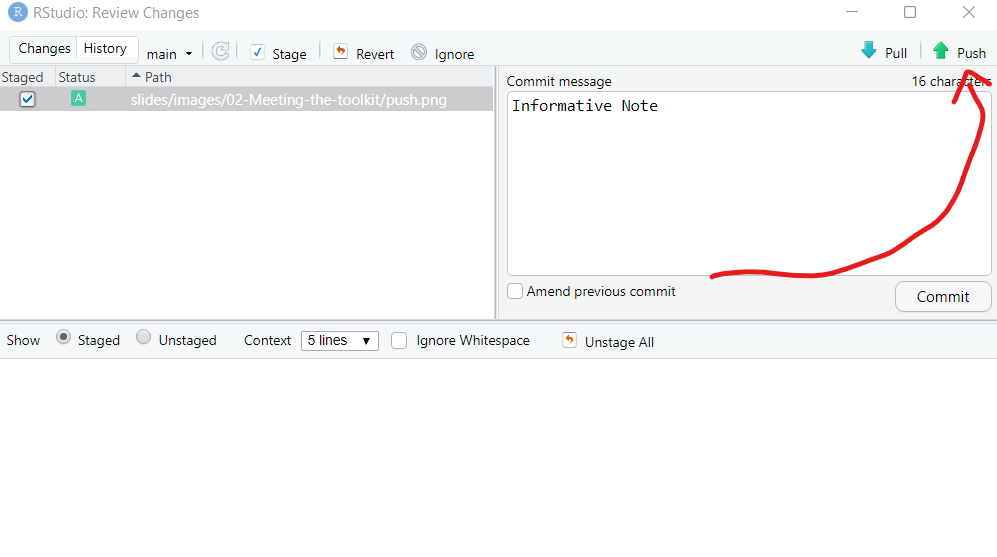 R RStudio: Review Changes
Changes History main Stage Revert Ignore Pull Push
Staged Status Path
A slides/images/02-Meeting-the-toolkit/push.png
Commit message 16 characters
Informative Note
Amend previous commit Commit
Show Staged Unstaged Context 5 lines Ignore Whitespace Unstage All